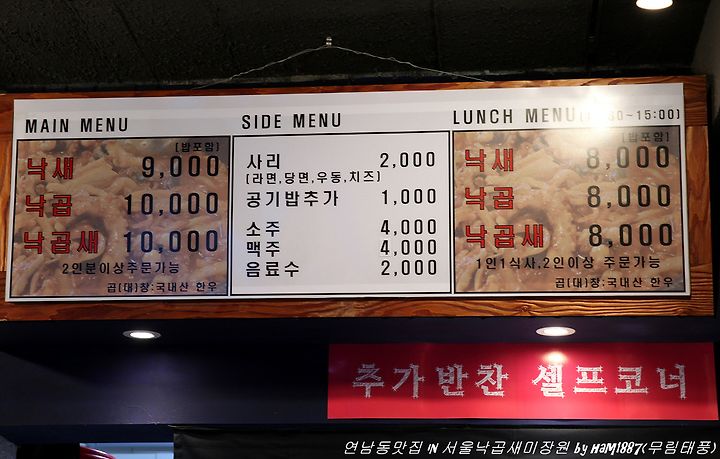 MAIN MENU
[밥포함]
낙새 9,000
낙곱 10,000
낙곱새 10,000
2인분이상주문가능
곱[대]창:국내산 한우
SIDE MENU
사리 2,000
(라면,당면,우동,치즈)
공기밥추가 1,000
소주 4,000
맥주 4,000
음료수 2,000
LUNCH MENU ~15:00)
[밥포함]
낙새 8,000
낙곱 8,000
낙곱새 8,000
1인1식사,2인이상 주문가능
곱[대]창:국내산 한우
추가반찬 셀프코너
연남동맛집 iN 서울낙곱새미장원 by HaM1887(무림태풍)